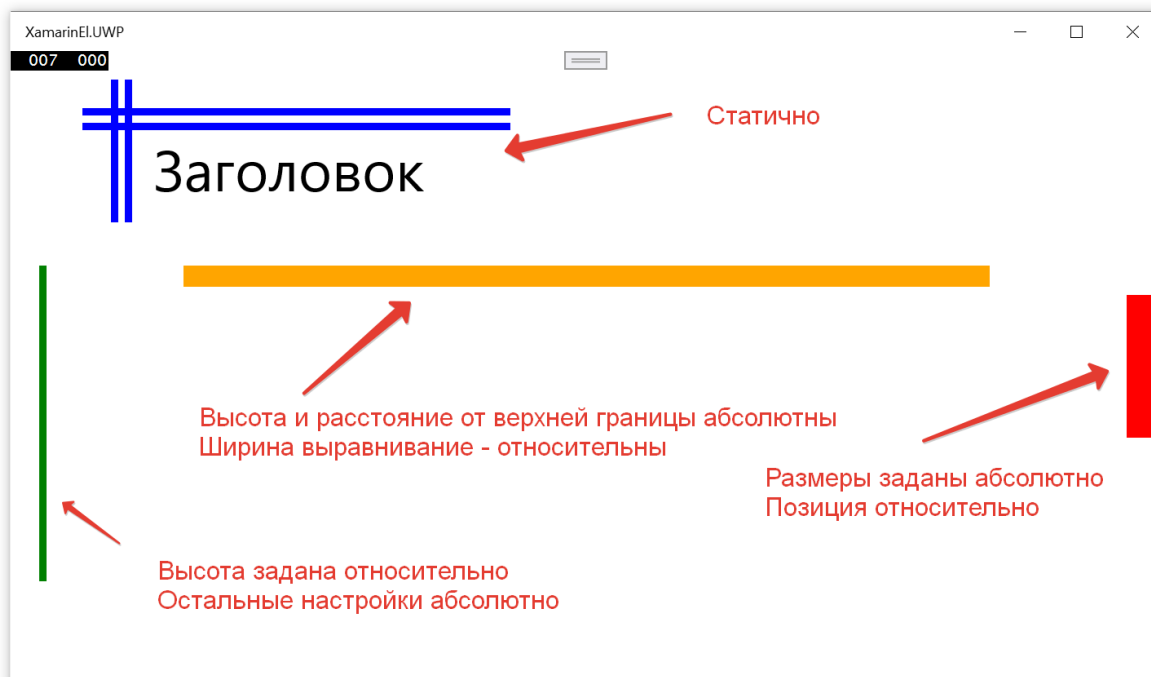 XamarinEl.UWP
007 000
Статично
Заголовок
Высота и расстояние от верхней границы абсолютны
Ширина выравнивание - относительны
Размеры заданы абсолютно
Позиция относительно
Высота задана относительно
Остальные настройки абсолютно